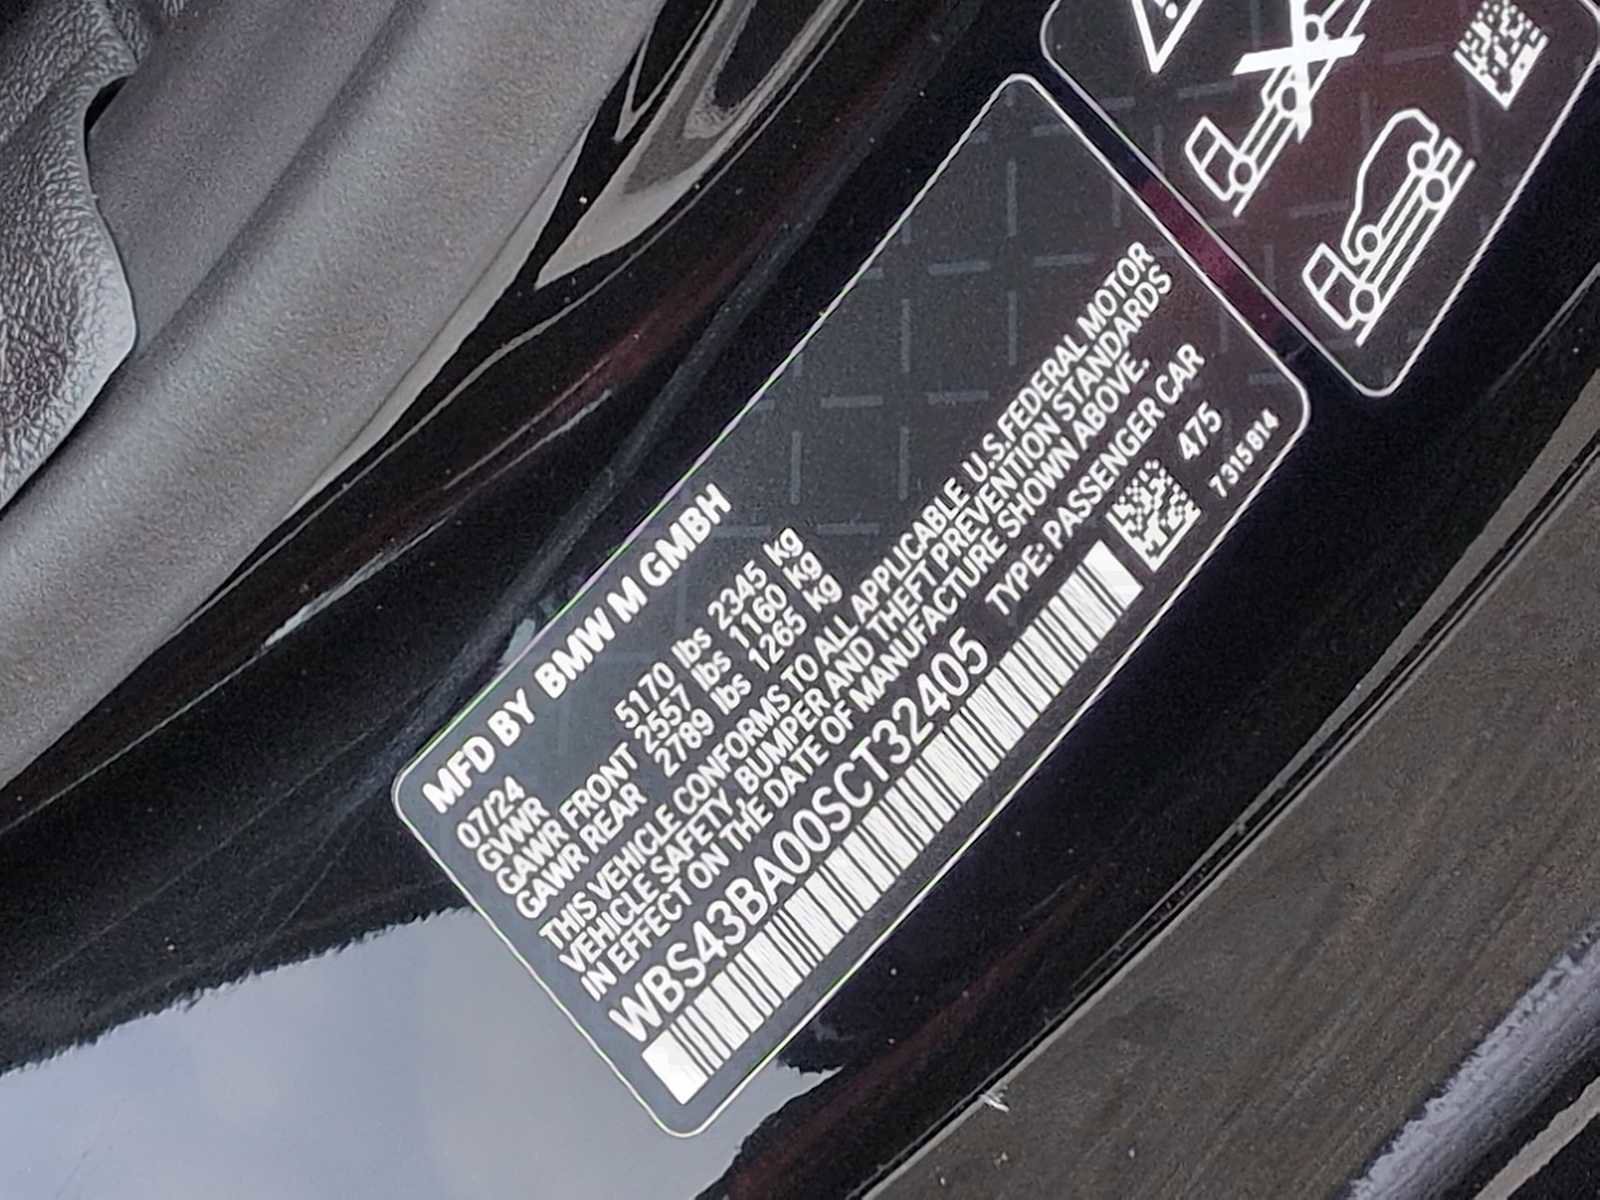 MFD BY BMW M GMBH
07/24
GVWR 5170 lbs 2345 kg
GAWR FRONT 2557 lbs 1160 kg
GAWR REAR 2789 lbs 1265 kg
THIS VEHICLE CONFORMS TO ALL APPLICABLE U.S.FEDERAL MOTOR
VEHICLE SAFETY, BUMPER AND THEFT PREVENTION STANDARDS
IN EFFECT ON THE DATE OF MANUFACTURE SHOWN ABOVE.
WBS43BA00SCT32405 TYPE: PASSENGER CAR
475
7315814